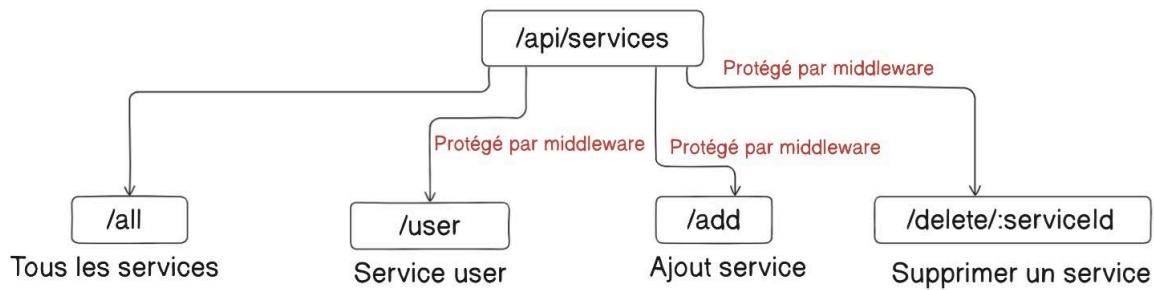 /api/services
Protégé par middleware
Protégé par middleware
Protégé par middleware
/all
/user
/add
/delete/:serviceId
Tous les services
Service user
Ajout service
Supprimer un service